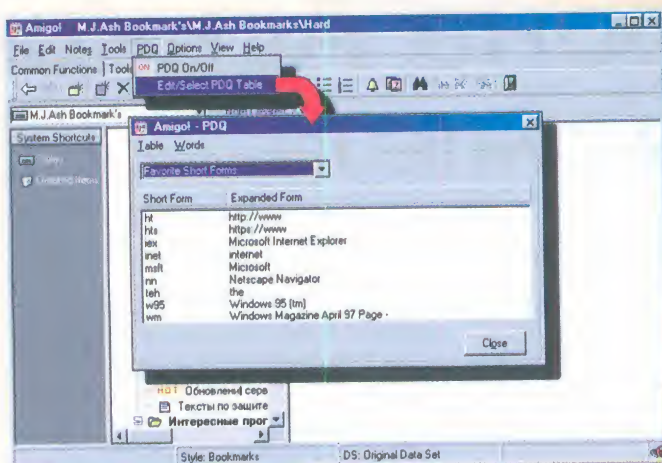 Amigo! M.J.Ash Bookmark's\M.J.Ash Bookmarks\Hard
File Edit Notes Tools PDQ Options View Help
Common Functions Tools
ON PDQ On/Off
Edit/Select PDQ Table
M.J.Ash Bookmark's
System Shortcuts
Amigo! - PDQ
Table Words
Favorite Short Forms
Short Form Expanded Form
ht http://www
hts https://www
iex Microsoft Internet Explorer
inet internet
msft Microsoft
nn Netscape Navigator
teh the
w95 Windows 95 (tm)
wm Windows Magazine April 97 Page -
Close
HOT Обновлений серв
Тексты по защите
Интересные прог
Style: Bookmarks DS: Original Data Set